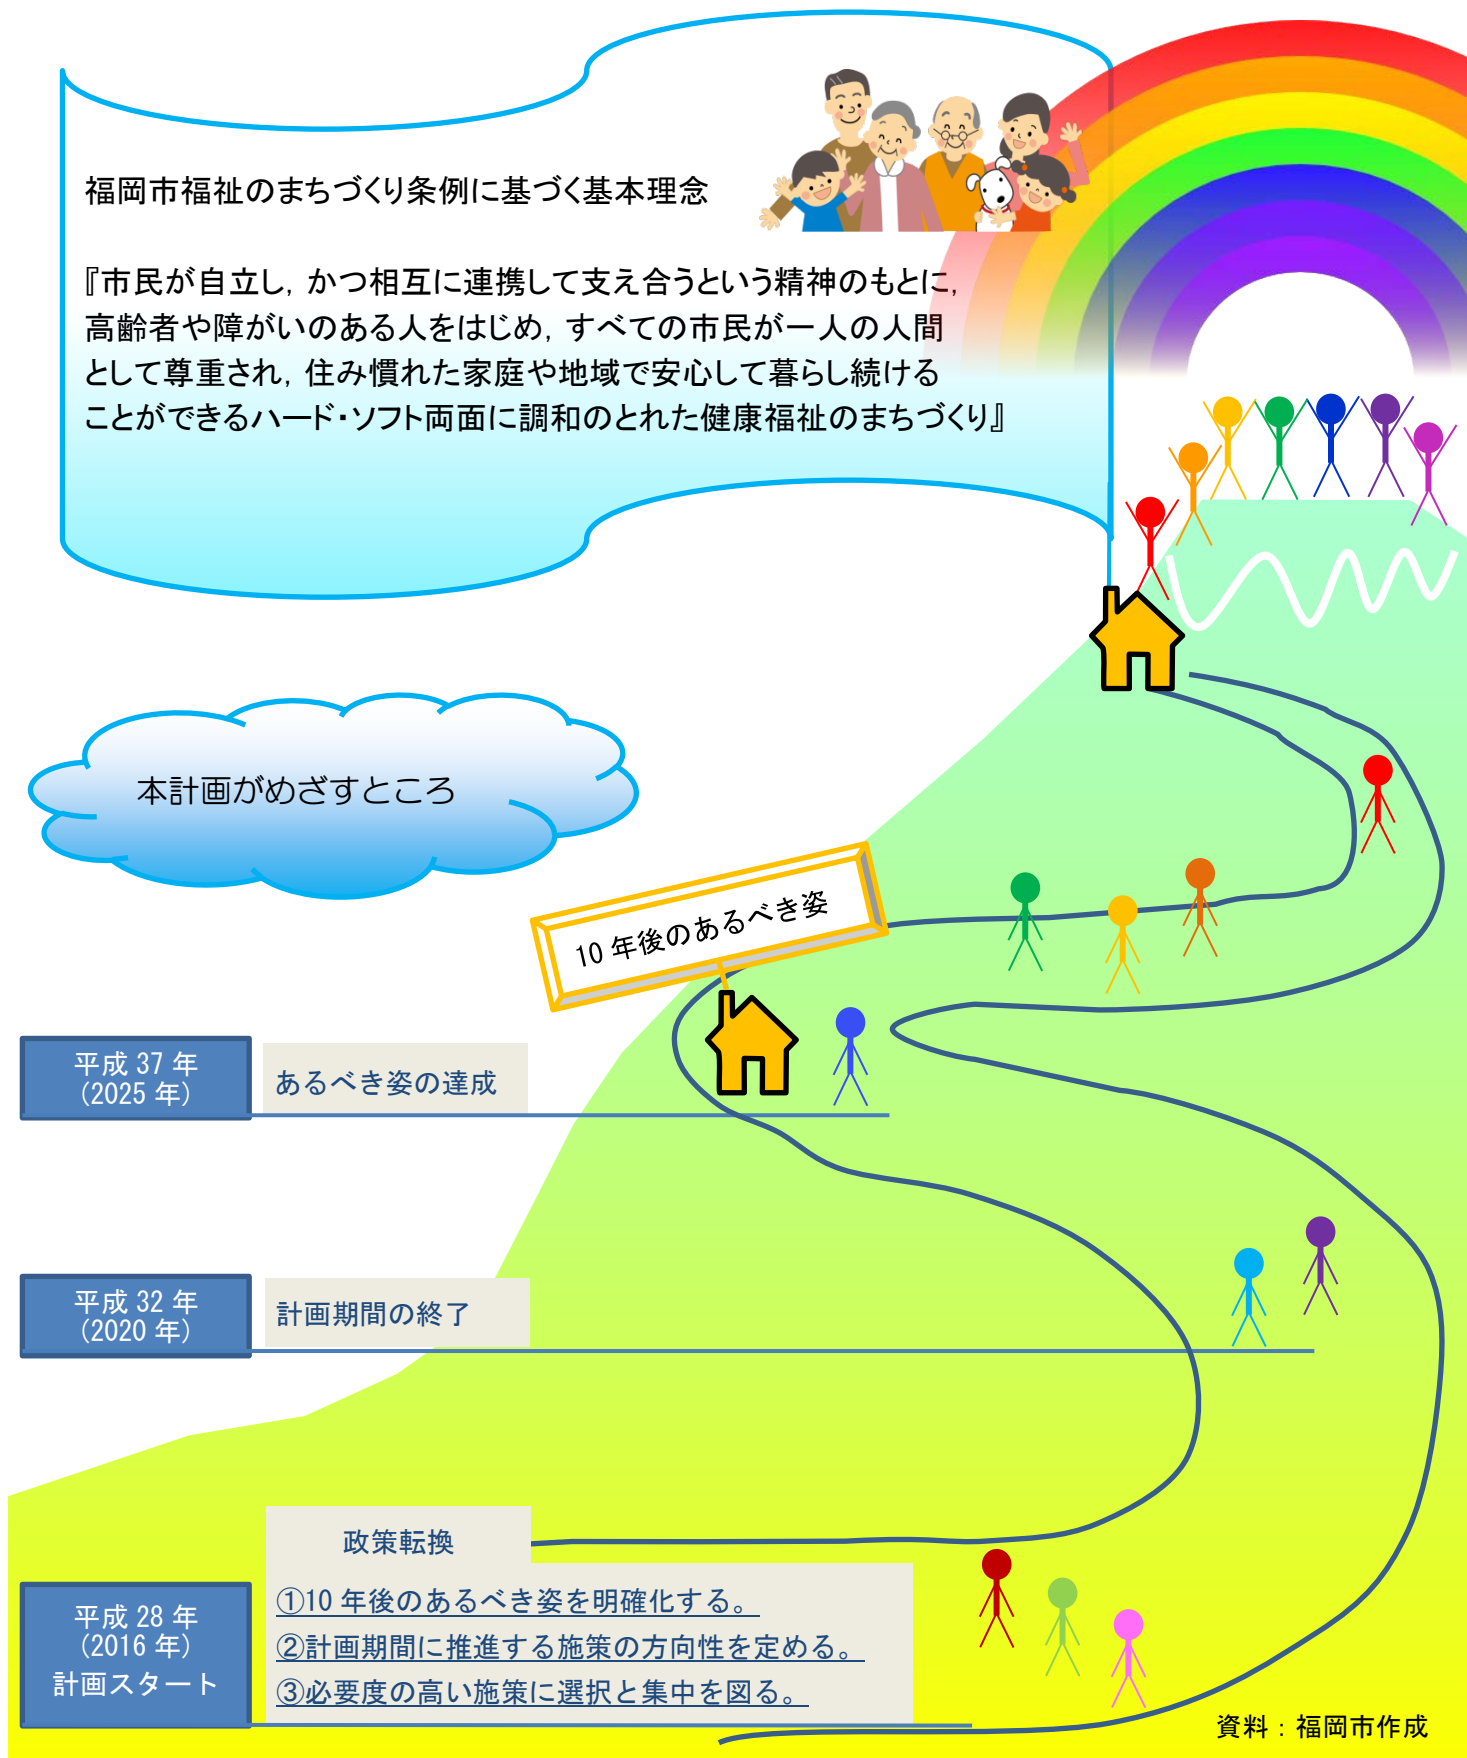 福岡市福祉のまちづくり条例に基づく基本理念
『市民が自立し，かつ相互に連携して支え合うという精神のもとに，
高齢者や障がいのある人をはじめ，すべての市民が一人の人間
として尊重され，住み慣れた家庭や地域で安心して暮らし続ける
ことができるハード・ソフト両面に調和のとれた健康福祉のまちづくり』
本計画がめざすところ
10 年後のあるべき姿
平成 37 年
（2025 年）
あるべき姿の達成
平成 32 年
（2020 年）
計画期間の終了
政策転換
平成 28 年
（2016 年）
計画スタート
①10 年後のあるべき姿を明確化する。
②計画期間に推進する施策の方向性を定める。
③必要度の高い施策に選択と集中を図る。
資料：福岡市作成